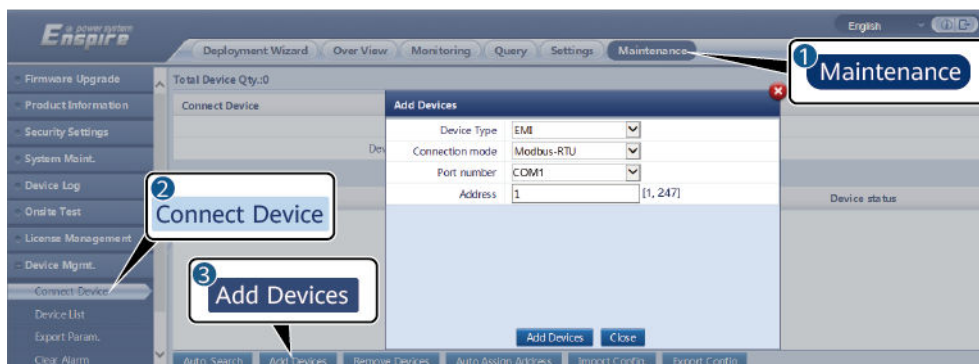 Enspire
English
Deployment Wizard Over View Monitoring Query Settings Maintenance
1 Maintenance
Firmware Upgrade
Product Information
Security Settings
System Maint.
Device Log
Onsite Test
License Management
Device Mgmt.
Connect Device
Device List
Export Param.
Clear Alarm
Total Device Qty.:0
Connect Device
Add Devices
Device Type EMI
Connection mode Modbus-RTU
Port number COM1
Address 1 [1, 247]
Device status
2 Connect Device
3 Add Devices
Add Devices Close
Auto Search Add Devices Remove Devices Auto Assign Address Import Config Export Config